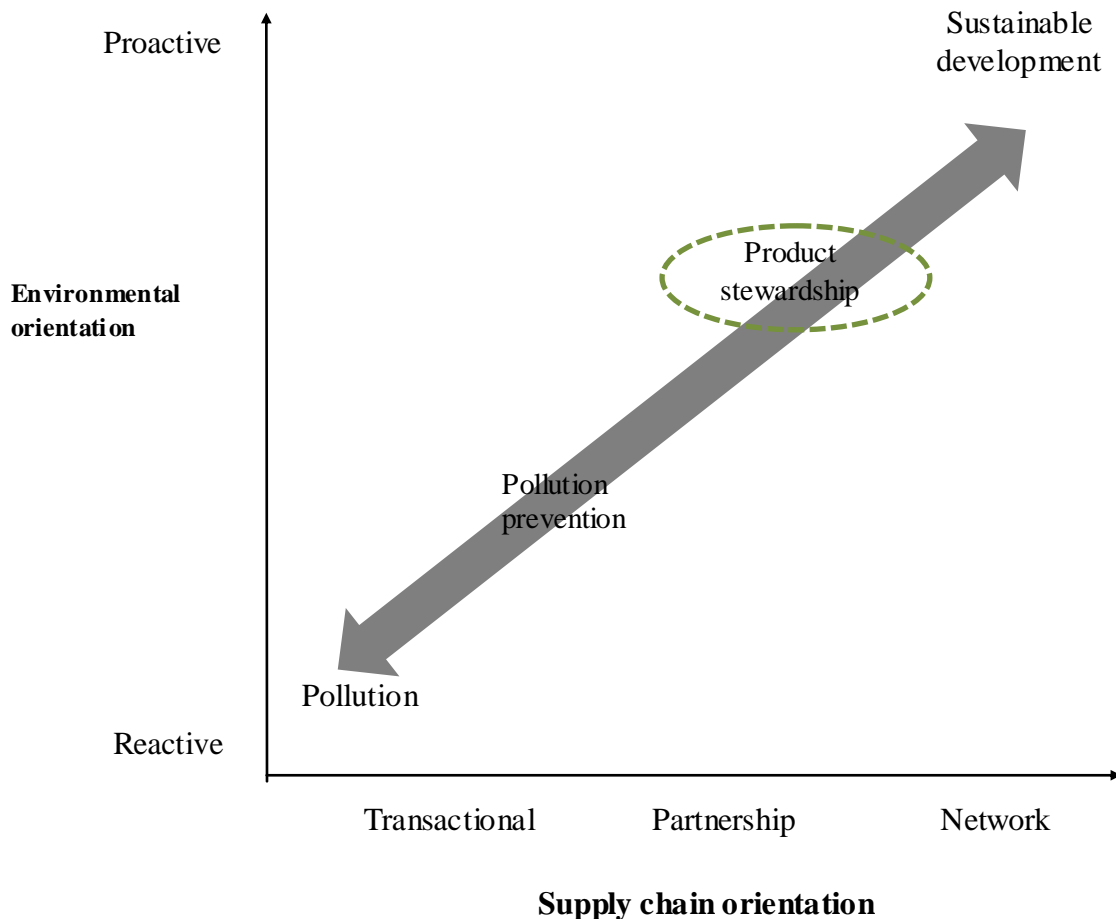 Proactive
Sustainable
development
Environmental
orientation
Product
stewardship
Pollution
prevention
Pollution
Reactive
Transactional
Partnership
Network
Supply chain orientation